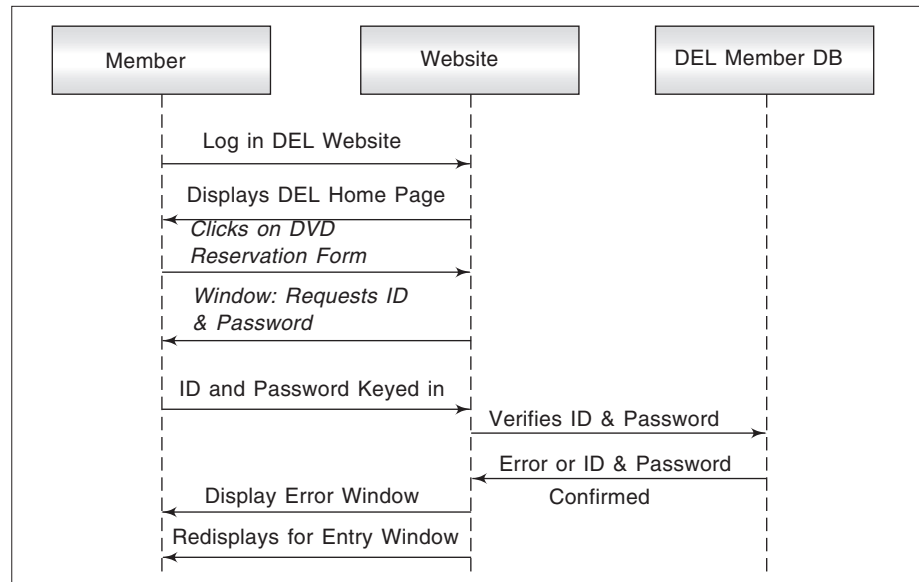 Member
Website
DEL Member DB
Log in DEL Website
Displays DEL Home Page
Clicks on DVD
Reservation Form
Window: Requests ID
& Password
ID and Password Keyed in
Verifies ID & Password
Error or ID & Password
Confirmed
Display Error Window
Redisplays for Entry Window